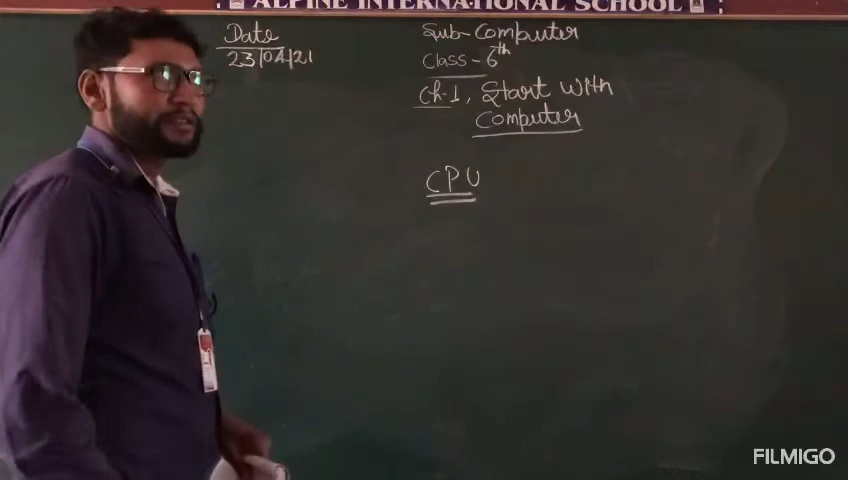 ALPINE INTERNATIONAL SCHOOL
Date
23/04/21
Sub-Computer
Class - 6th
Ch-1, Start With
Computer
CPU
FILMIGO